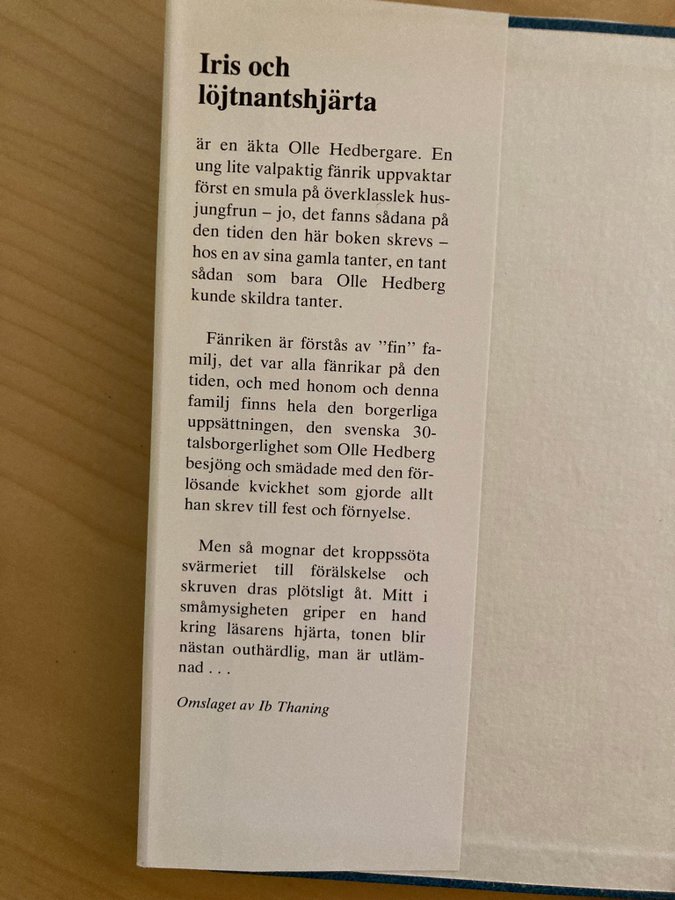 Iris och
löjtnantshjärta
är en äkta Olle Hedbergare. En
ung lite valpaktig fänrik uppvaktar
först en smula på överklasslek hus-
jungfrun – jo, det fanns sådana på
den tiden den här boken skrevs –
hos en av sina gamla tanter, en tant
sådan som bara Olle Hedberg
kunde skildra tanter.
Fänriken är förstås av ”fin” fa-
milj, det var alla fänrikar på den
tiden, och med honom och denna
familj finns hela den borgerliga
uppsättningen, den svenska 30-
talsborgerlighet som Olle Hedberg
besjöng och smädade med den för-
lösande kvickhet som gjorde allt
han skrev till fest och förnyelse.
Men så mognar det kroppssöta
svärmeriet till förälskelse och
skruven dras plötsligt åt. Mitt i
småmysigheten griper en hand
kring läsarens hjärta, tonen blir
nästan outhärdlig, man är utläm-
nad . . .
Omslaget av Ib Thaning